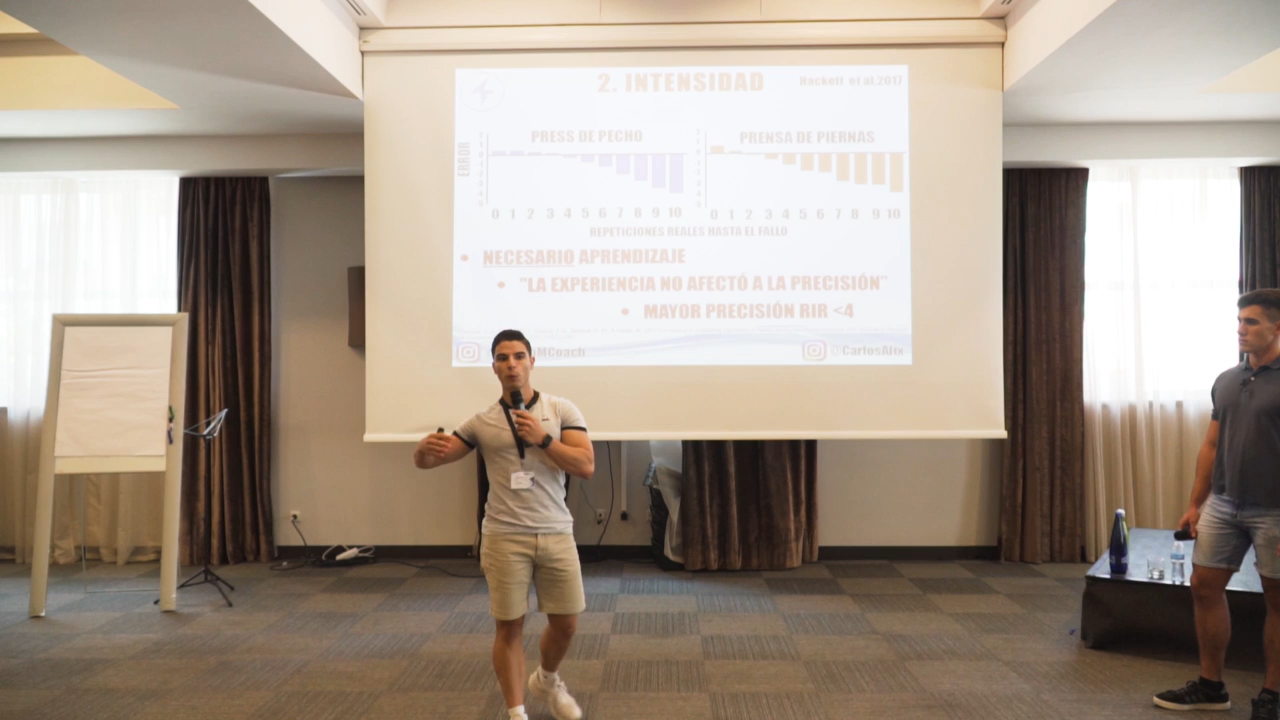 2. INTENSIDAD
Hackett et al.2017
PRESS DE PECHO
PRENSA DE PIERNAS
ERROR
0 1 2 3 4 5 6 7 8 9 10
0 1 2 3 4 5 6 7 8 9 10
REPETICIONES REALES HASTA EL FALLO
• NECESARIO APRENDIZAJE
• "LA EXPERIENCIA NO AFECTÓ A LA PRECISIÓN"
• MAYOR PRECISIÓN RIR <4
MCoach
@CarlosAlix